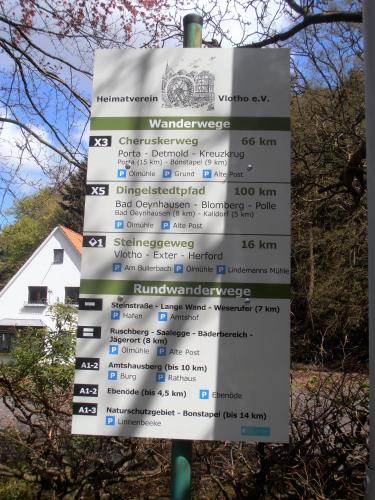 Heimatverein Vlotho e.V.
Wanderwege
X3 Cheruskerweg 66 km
Porta - Detmold - Kreuzkrug
Porta (15 km) - Bonstapel (9 km)
P Ölmühle P Grund P Alte Post
X5 Dingelstedtpfad 100 km
Bad Oeynhausen - Blomberg - Polle
Bad Oeynhausen (8 km) - Kalldorf (5 km)
P Ölmühle P Alte Post
1 Steineggeweg 16 km
Vlotho - Exter - Herford
P Am Bullerbach P Ölmühle P Lindemanns Mühle
Rundwanderwege
Steinstraße - Lange Wand - Weserufer (7 km)
P Hafen P Amtshof
Ruschberg - Saalegge - Bäderbereich -
Jägerort (8 km)
P Ölmühle P Alte Post
A1-2 Amtshausberg (bis 10 km)
P Burg P Rathaus
A1-2 Ebenöde (bis 4,5 km) P Ebenöde
A1-3 Naturschutzgebiet - Bonstapel (bis 14 km)
P Linnenbeeke